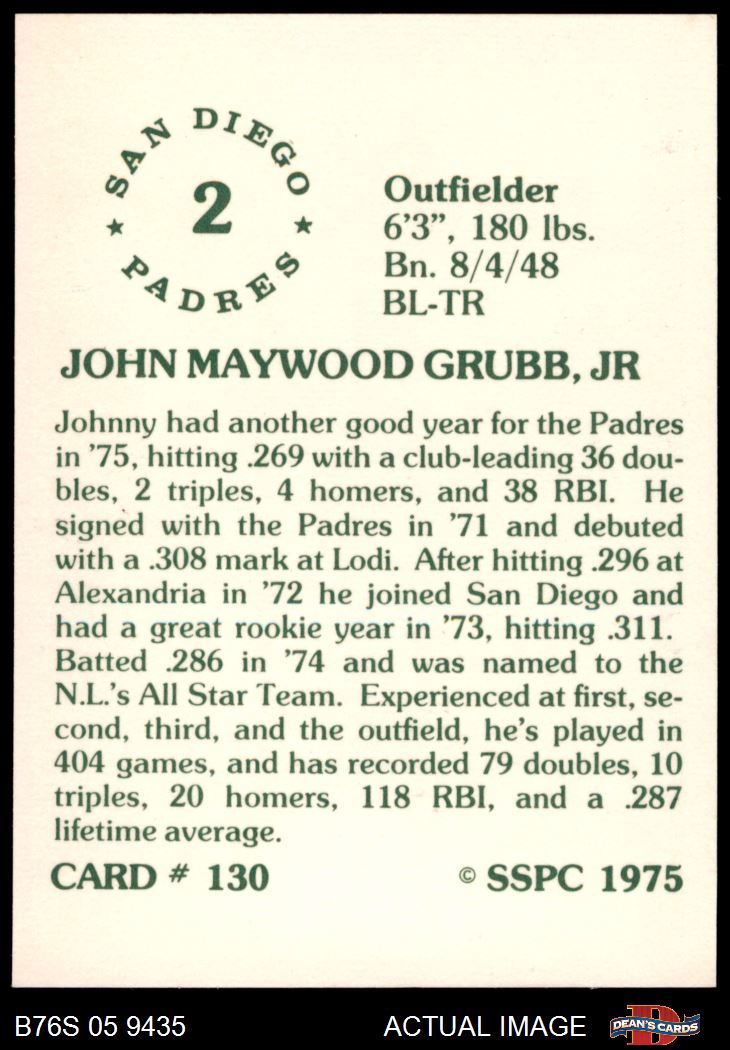 SAN DIEGO
2
★ ★
PADRES
Outfielder
6'3", 180 lbs.
Bn. 8/4/48
BL-TR
JOHN MAYWOOD GRUBB, JR
Johnny had another good year for the Padres
in '75, hitting .269 with a club-leading 36 dou-
bles, 2 triples, 4 homers, and 38 RBI. He
signed with the Padres in '71 and debuted
with a .308 mark at Lodi. After hitting .296 at
Alexandria in '72 he joined San Diego and
had a great rookie year in '73, hitting .311.
Batted .286 in '74 and was named to the
N.L.'s All Star Team. Experienced at first, se-
cond, third, and the outfield, he's played in
404 games, and has recorded 79 doubles, 10
triples, 20 homers, 118 RBI, and a .287
lifetime average.
CARD # 130 © SSPC 1975
B76S 05 9435 ACTUAL IMAGE DEAN'S CARDS